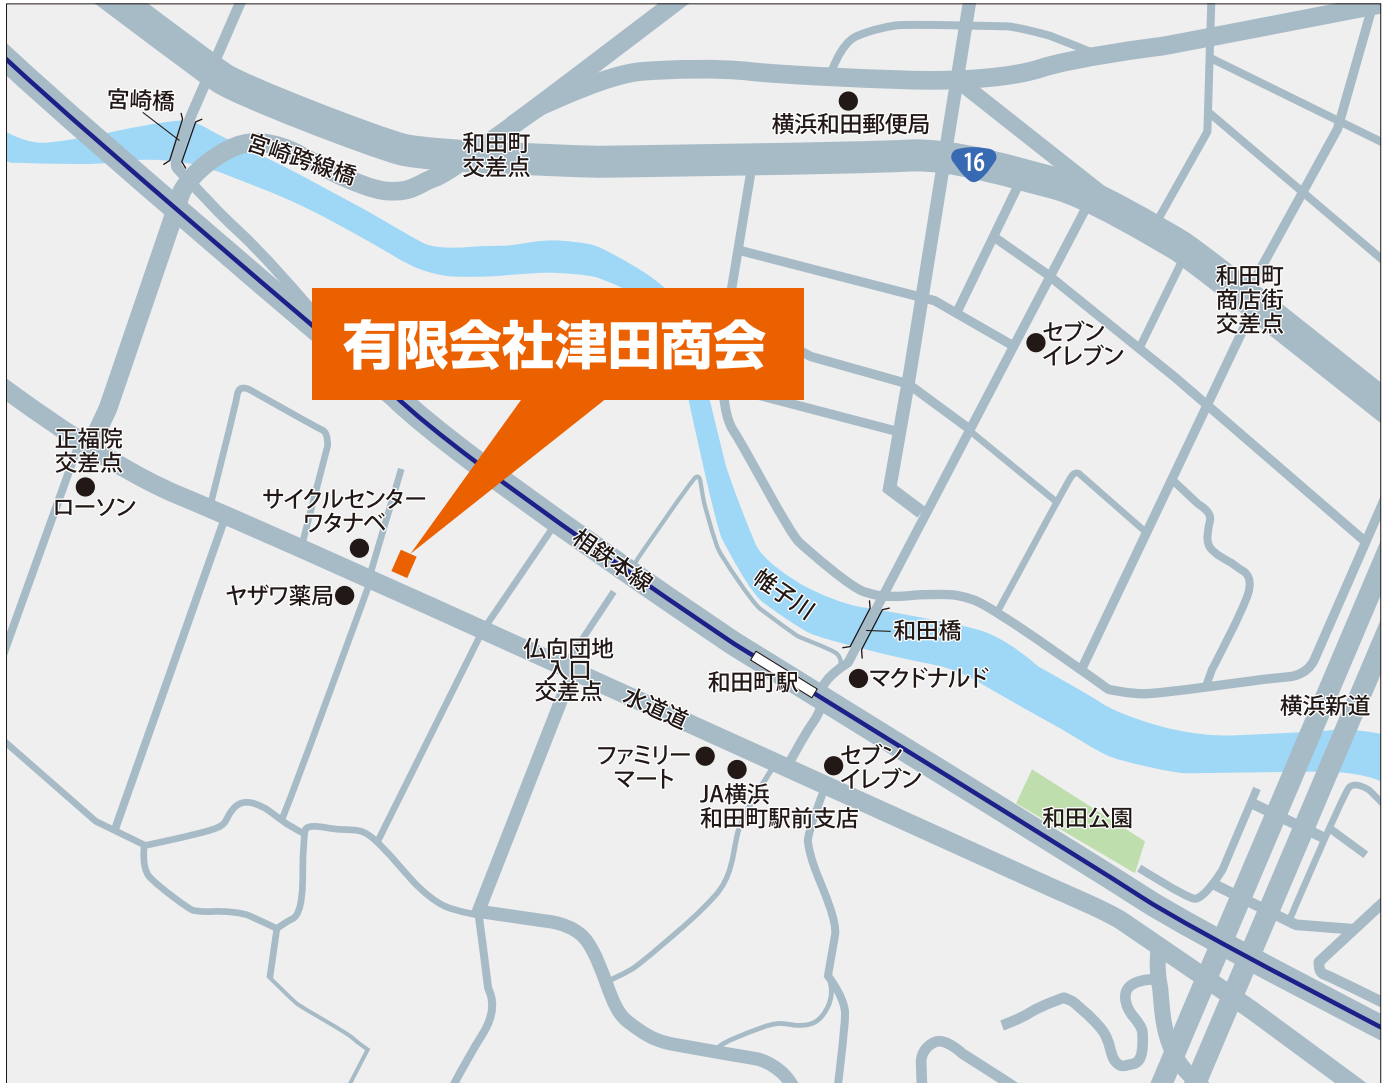 宮崎橋
宮崎跨線橋
和田町
交差点
横浜和田郵便局
16
和田町
商店街
交差点
セブン
イレブン
有限会社津田商会
正福院
交差点
ローソン
サイクルセンター
ワタナベ
ヤザワ薬局
相鉄本線
帷子川
和田橋
マクドナルド
仏向団地
入口
交差点
水道道
和田町駅
横浜新道
ファミリー
マート
JA横浜
和田町駅前支店
セブン
イレブン
和田公園